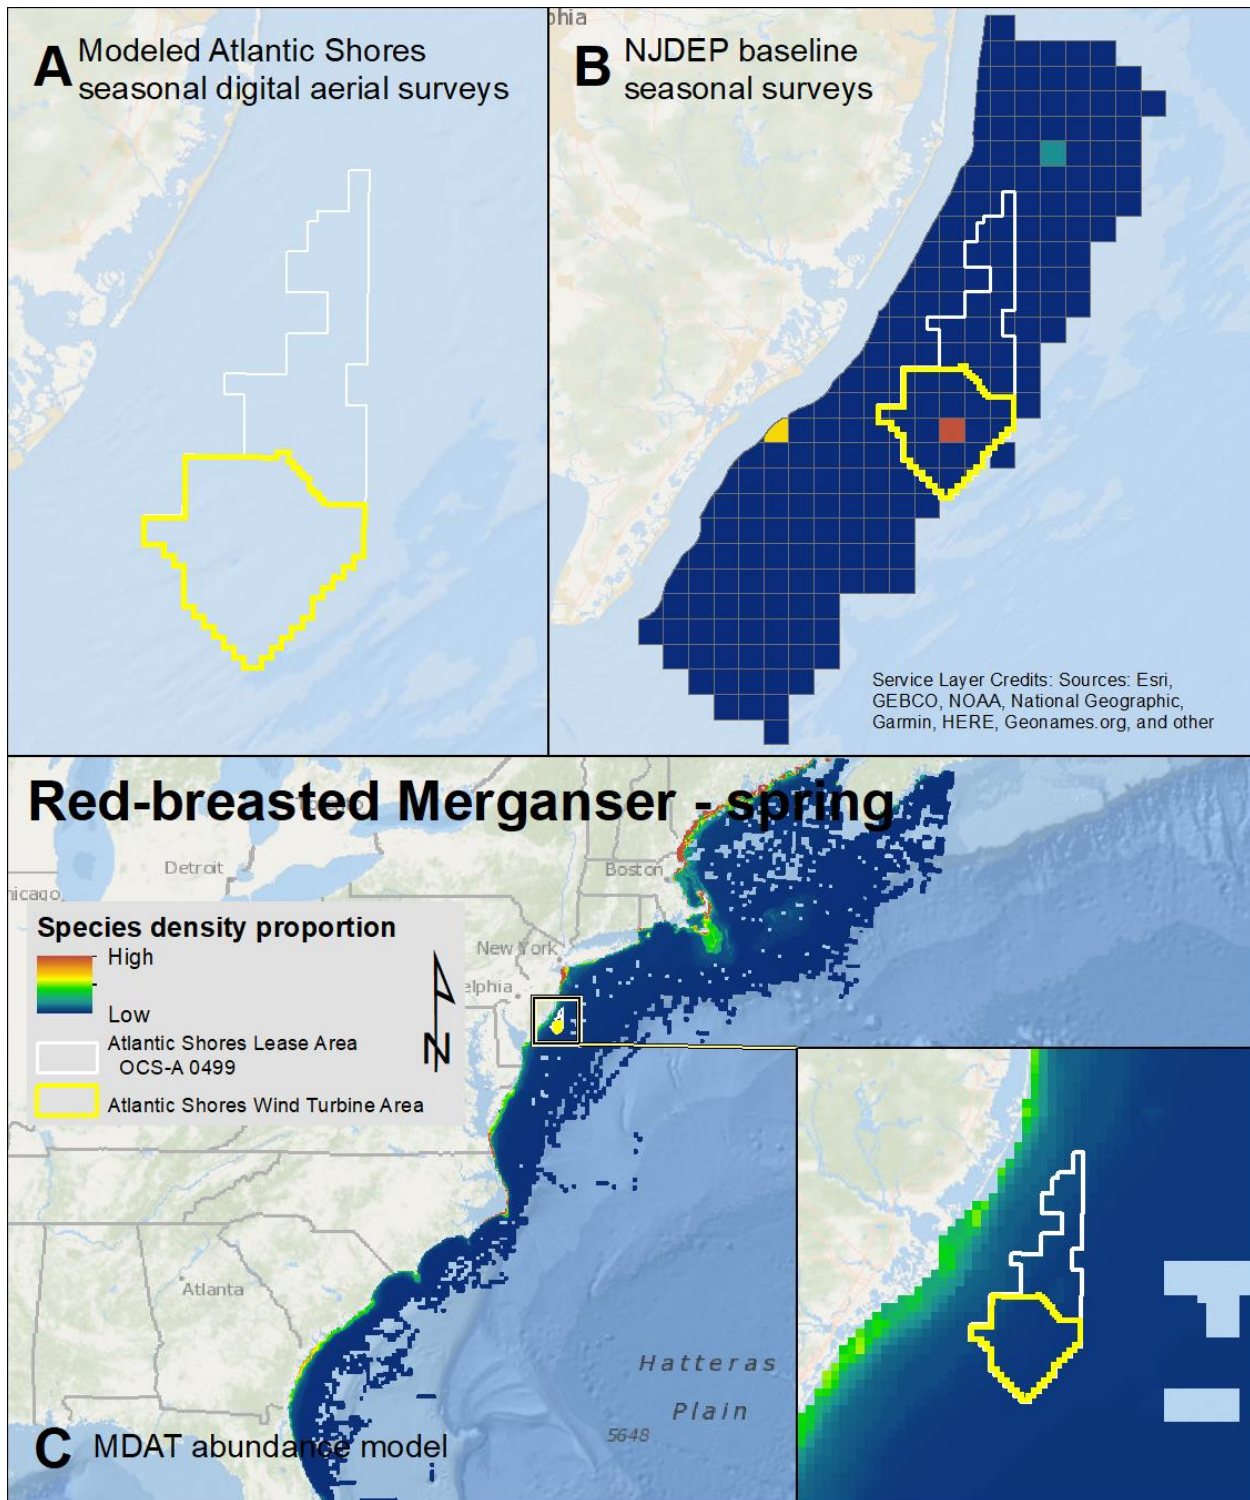 A Modeled Atlantic Shores
seasonal digital aerial surveys
phia
B NJDEP baseline
seasonal surveys
Service Layer Credits: Sources: Esri,
GEBCO, NOAA, National Geographic,
Garmin, HERE, Geonames.org, and other
Red-breasted Merganser - spring
Detroit
Boston
hicago
New York
elphia
Species density proportion
High
Low
Atlantic Shores Lease Area
OCS-A 0499
Atlantic Shores Wind Turbine Area
N
Atlanta
Hatteras
Plain
5648
C MDAT abundance model